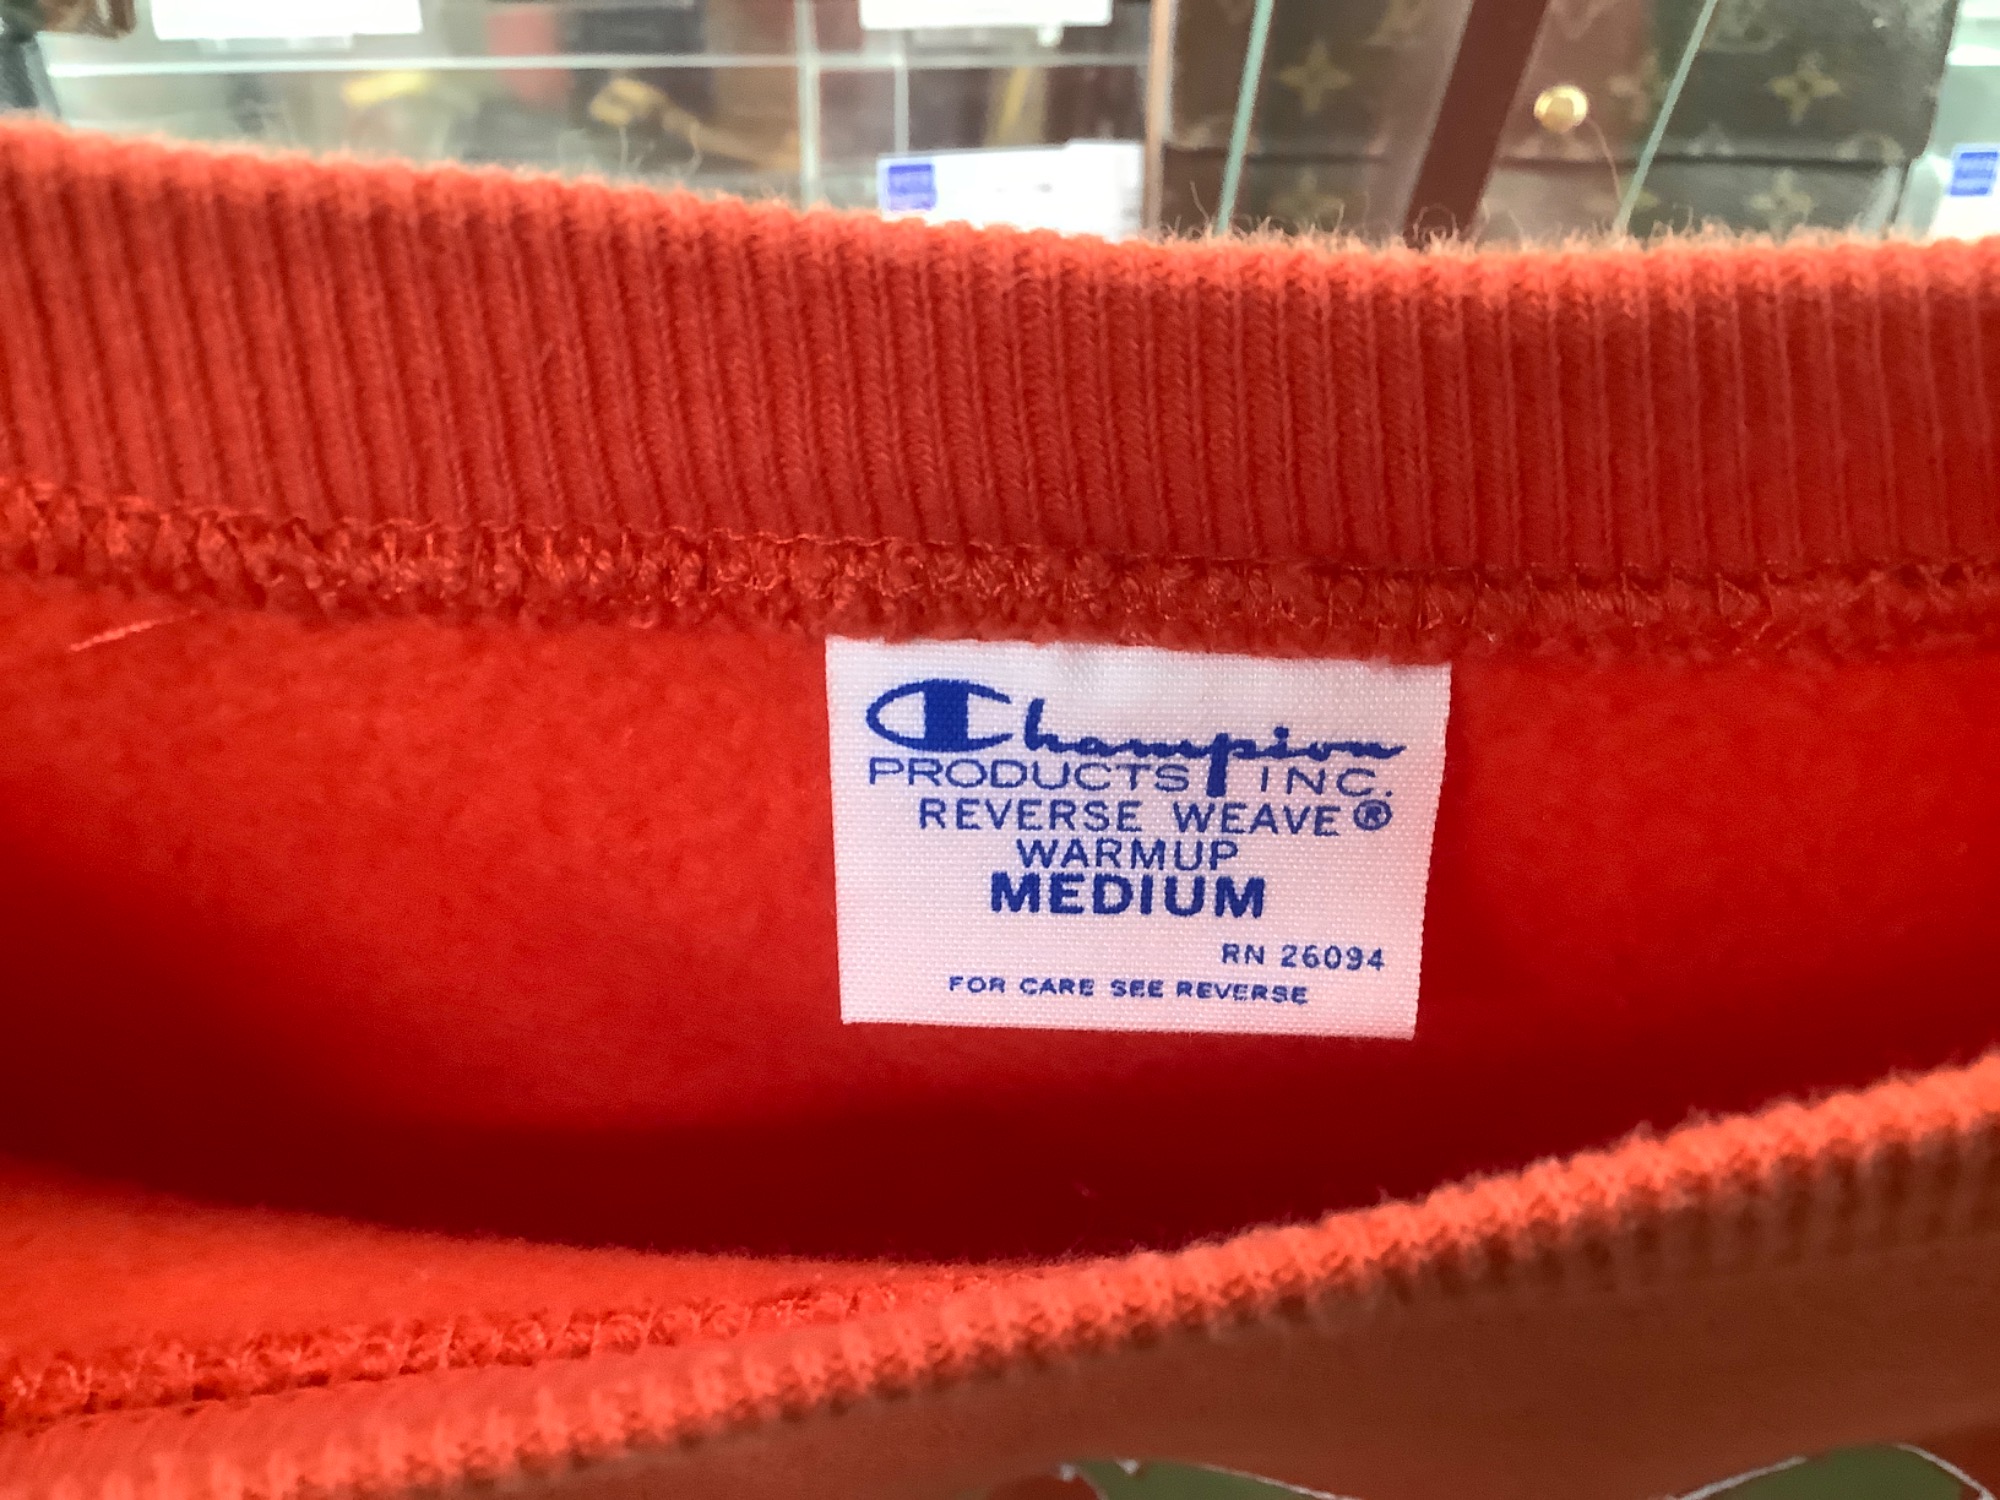 Champion
PRODUCTS INC.
REVERSE WEAVE®
WARMUP
MEDIUM
RN 26094
FOR CARE SEE REVERSE